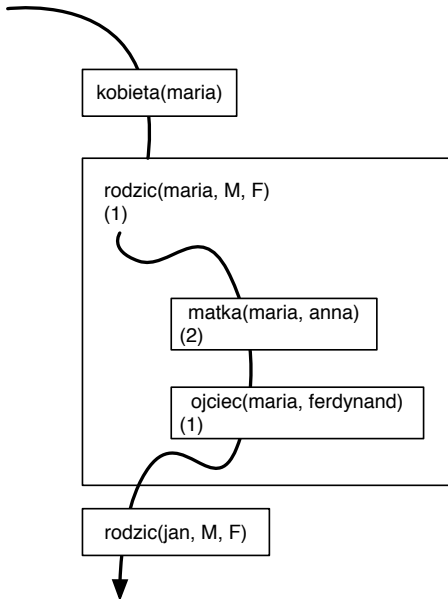 kobieta(maria)
rodzic(maria, M, F)
(1)
matka(maria, anna)
(2)
ojciec(maria, ferdynand)
(1)
rodzic(jan, M, F)